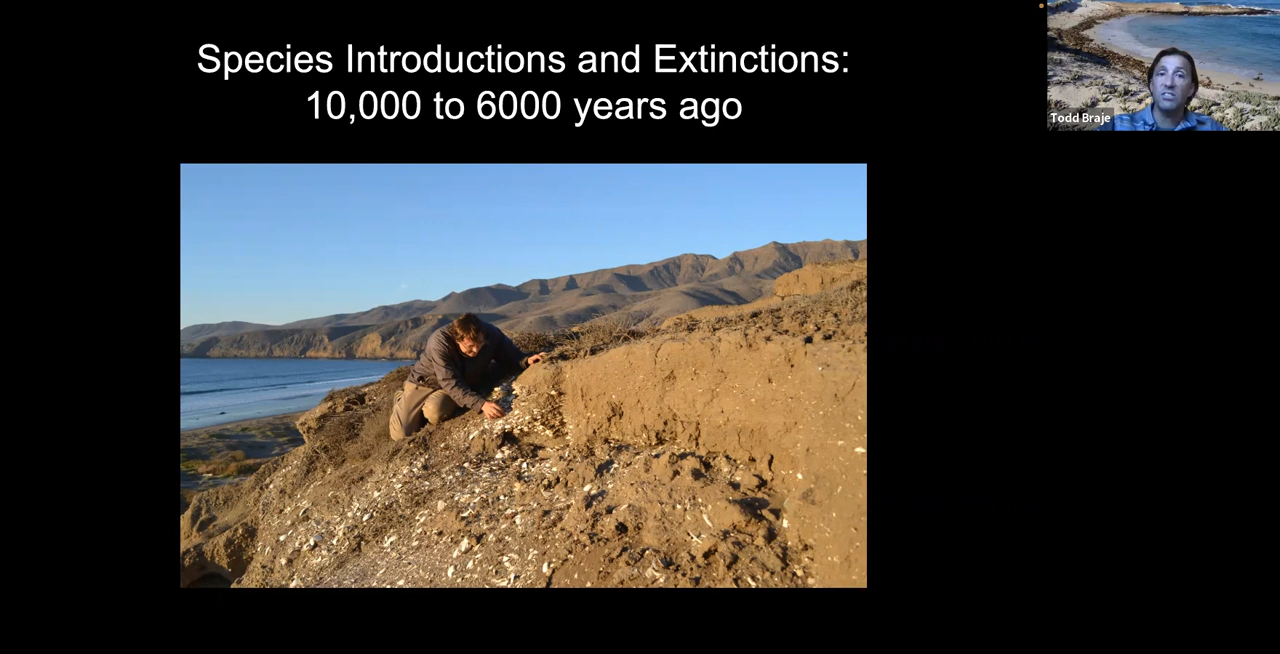 Species Introductions and Extinctions:
10,000 to 6000 years ago
Todd Braje